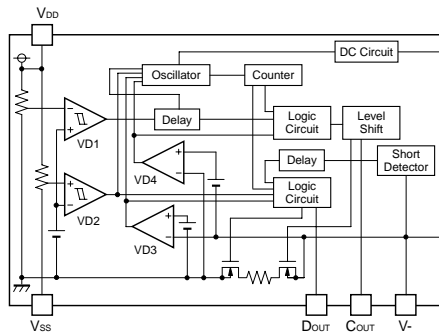 VDD
DC Circuit
Oscillator
Counter
Delay
Logic
Circuit
Level
Shift
VD1
VD4
Delay
Short
Detector
Logic
Circuit
VD2
VD3
VSS
DOUT
COUT
V-